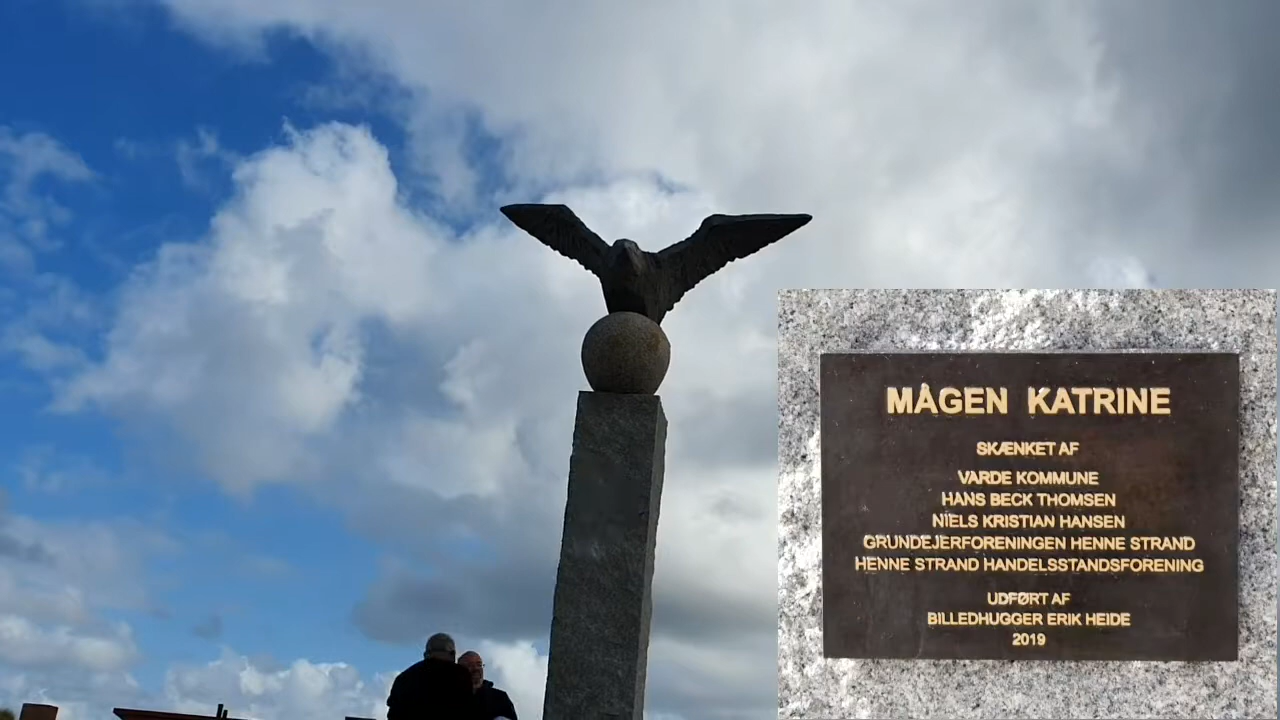 MÅGEN KATRINE
SKÆNKET AF
VARDE KOMMUNE
HANS BECK THOMSEN
NIELS KRISTIAN HANSEN
GRUNDEJERFORENINGEN HENNE STRAND
HENNE STRAND HANDELSSTANDSFORENING
UDFØRT AF
BILLEDHUGGER ERIK HEIDE
2019